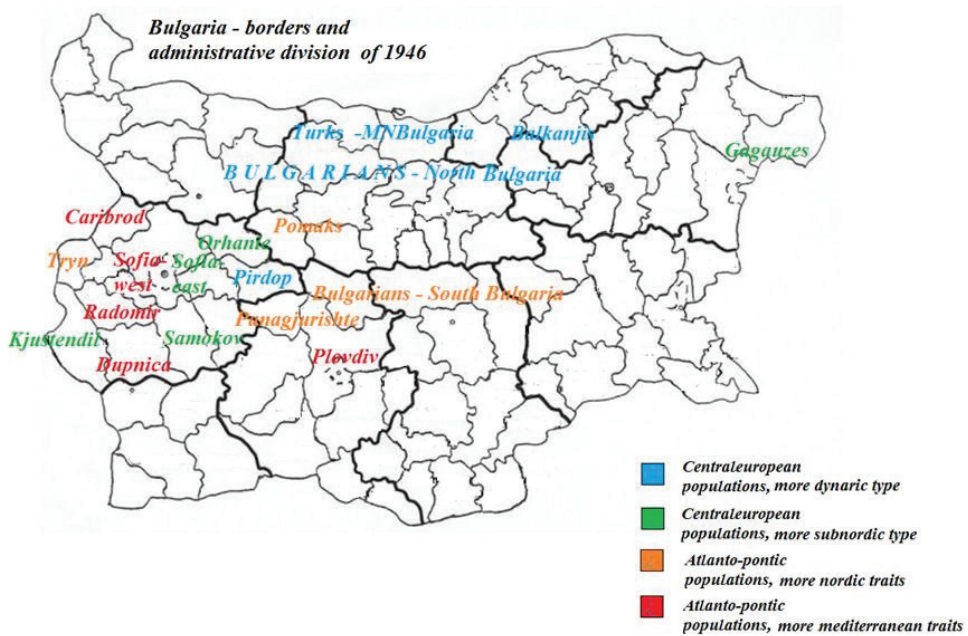 Bulgaria - borders and
administrative division of 1946
Turks -MNBulgaria
Balkanjis
Gagauzes
BULGARIANS - North Bulgaria
Caribrod
Pomaks
Orhanie
Tryn
Sofia
west
Sofia
east
Pirdop
Bulgarians - South Bulgaria
Radomir
Panagjurishte
Kjustendil
Samokov
Plovdiv
Dupnica
Centraleuropean
populations, more dynaric type
Centraleuropean
populations, more subnordic type
Atlanto-pontic
populations, more nordic traits
Atlanto-pontic
populations, more mediterranean traits